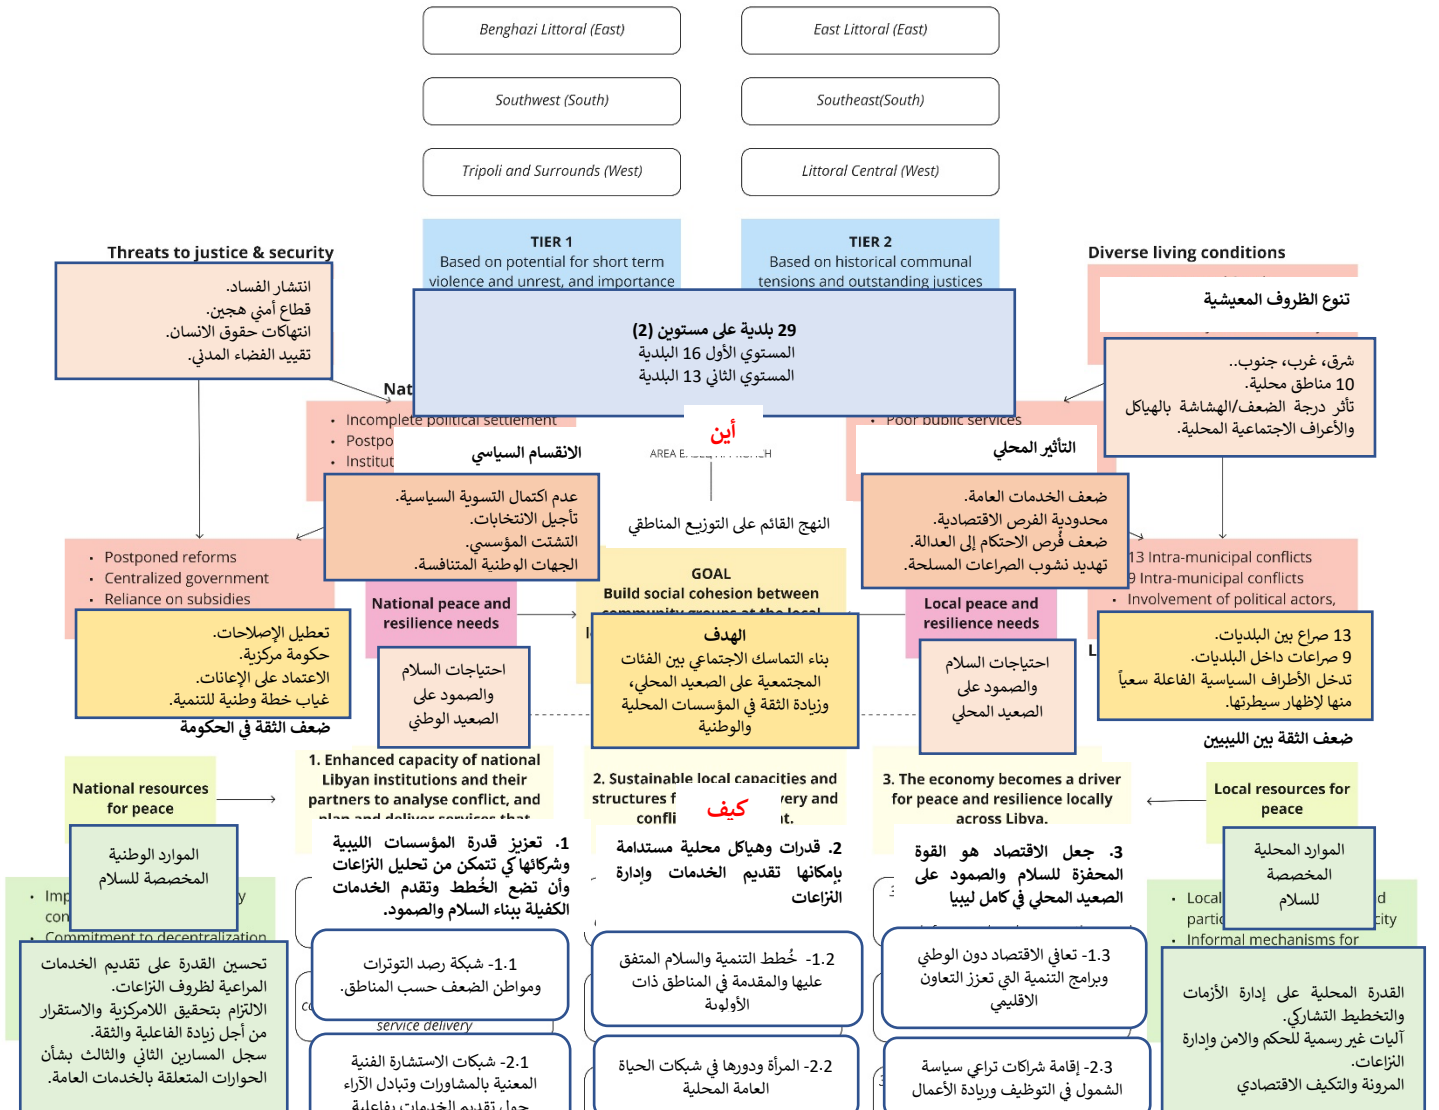 Benghazi Littoral (East)
East Littoral (East)
Southwest (South)
Southeast(South)
Tripoli and Surrounds (West)
Littoral Central (West)
TIER 1
Based on potential for short term
violence and unrest, and importance
TIER 2
Based on historical communal
tensions and outstanding justices
Threats to justice & security
انتشار الفساد.
قطاع أمني هجين.
انتهاكات حقوق الانسان.
تقييد الفضاء المدني.
Diverse living conditions
تنوع الظروف المعيشية
شرق، غرب، جنوب..
10 مناطق محلية.
تأثر درجة الضعف/الهشاشة بالهياكل
والأعراف الاجتماعية المحلية.
29 بلدية على مستوين (2)
المستوي الأول 16 البلدية
المستوي الثاني 13 البلدية
أين
النهج القائم على التوزيع المناطقي
• Incomplete political settlement
الانقسام السياسي
عدم اكتمال التسوية السياسية.
تأجيل الانتخابات.
التشتت المؤسسي.
الجهات الوطنية المتنافسة.
• Poor public services
التأثير المحلي
ضعف الخدمات العامة.
محدودية الفرص الاقتصادية.
ضعف فُرص الاحتكام إلى العدالة.
تهديد نشوب الصراعات المسلحة.
• Postponed reforms
• Centralized government
• Reliance on subsidies
تعطيل الإصلاحات.
حكومة مركزية.
الاعتماد على الإعانات.
غياب خطة وطنية للتنمية.
ضعف الثقة في الحكومة
National peace and
resilience needs
احتياجات السلام
والصمود على
الصعيد الوطني
GOAL
Build social cohesion between
community groups at the local
الهدف
بناء التماسك الاجتماعي بين الفئات
المجتمعية على الصعيد المحلي،
وزيادة الثقة في المؤسسات المحلية
والوطنية
Local peace and
resilience needs
احتياجات السلام
والصمود على
الصعيد المحلي
13 Intra-municipal conflicts
9 Intra-municipal conflicts
• Involvement of political actors,
13 صراع بين البلديات.
9 صراعات داخل البلديات.
تدخل الأطراف السياسية الفاعلة سعياً
منها لإظهار سيطرتها.
ضعف الثقة بين الليبيين
National resources
for peace
الموارد الوطنية
المخصصة للسلام
• Commitment to decentralization
تحسين القدرة على تقديم الخدمات
المراعية لظروف النزاعات.
الالتزام بتحقيق اللامركزية والاستقرار
من أجل زيادة الفاعلية والثقة.
سجل المسارين الثاني والثالث بشأن
الحوارات المتعلقة بالخدمات العامة.
1. Enhanced capacity of national
Libyan institutions and their
partners to analyse conflict, and
plan and deliver services that
1. تعزيز قدرة المؤسسات الليبية
وشركائها كي تتمكن من تحليل النزاعات
وأن تضع الخُطط وتقدم الخدمات
الكفيلة ببناء السلام والصمود.
1.1- شبكة رصد التوترات
ومواطن الضعف حسب المناطق.
service delivery
2.1- شبكات الاستشارة الفنية
المعنية بالمشاورات وتبادل الآراء
حول تقديم الخدمات بفاعلية
2. Sustainable local capacities and
structures
كيف
2. قدرات وهياكل محلية مستدامة
بإمكانها تقديم الخدمات وإدارة
النزاعات
1.2- خُطط التنمية والسلام المتفق
عليها والمقدمة في المناطق ذات
الأولوية
2.2- المرأة ودورها في شبكات الحياة
العامة المحلية
3. The economy becomes a driver
for peace and resilience locally
across Libya.
3. جعل الاقتصاد هو القوة
المحفزة للسلام والصمود على
الصعيد المحلي في كامل ليبيا
1.3- تعافي الاقتصاد دون الوطني
وبرامج التنمية التي تعزز التعاون
الاقليمي
2.3- إقامة شراكات تراعي سياسة
الشمول في التوظيف وريادة الأعمال
Local resources for
peace
الموارد المحلية
المخصصة
للسلام
• Informal mechanisms for
القدرة المحلية على إدارة الأزمات
والتخطيط التشاركي.
آليات غير رسمية للحكم والامن وإدارة
النزاعات.
المرونة والتكيف الاقتصادي